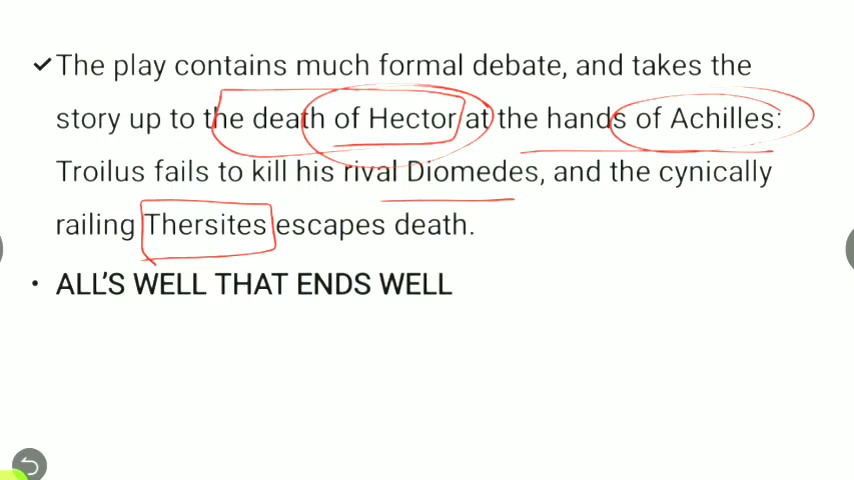 ✓The play contains much formal debate, and takes the
story up to the death of Hector at the hands of Achilles:
Troilus fails to kill his rival Diomedes, and the cynically
railing Thersites escapes death.
• ALL'S WELL THAT ENDS WELL